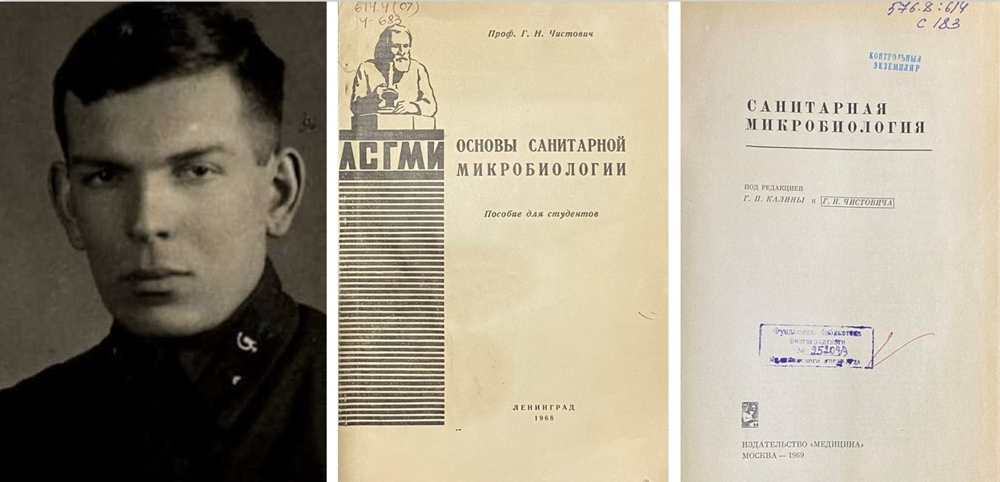 614.4(07)
Ч-683
Проф. Г. Н. Чистович
ЛСГМИ
ОСНОВЫ САНИТАРНОЙ
МИКРОБИОЛОГИИ
Пособие для студентов
ЛЕНИНГРАД
1968
576.8:614
С 183
КОНТРОЛЬНЫЙ
ЭКЗЕМПЛЯР
САНИТАРНАЯ
МИКРОБИОЛОГИЯ
ПОД РЕДАКЦИЕЙ
Г. П. КАЛИНЫ и Г. Н. ЧИСТОВИЧА
Фундамент. библиотека
Волгоградского
№ 252099
ИЗДАТЕЛЬСТВО «МЕДИЦИНА»
МОСКВА — 1969